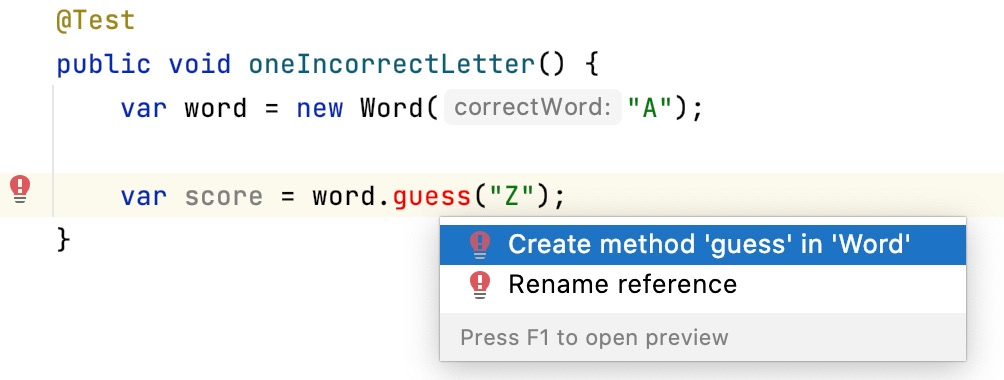 @Test
public void oneIncorrectLetter() {
var word = new Word( correctWord: "A");
var score = word.guess("Z");
}
Create method 'guess' in 'Word'
Rename reference
Press F1 to open preview